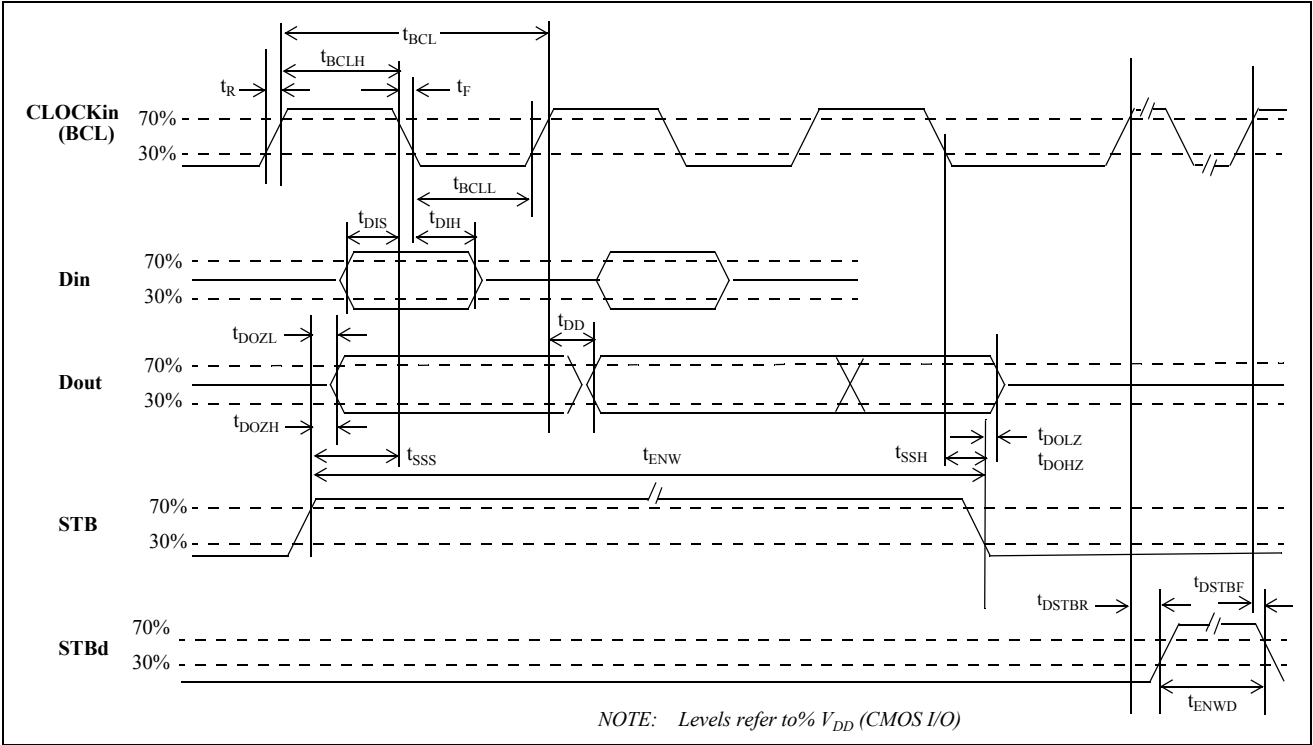 tBCL
tBCLH
tR
tF
CLOCKin
(BCL)
70%
30%
tBCLL
tDIS
tDIH
Din
70%
30%
tDOZL
tDD
Dout
70%
30%
tDOZH
tSSS
tENW
tSSH
tDOLZ
tDOHZ
STB
70%
30%
tDSTBR
tDSTBF
STBd
70%
30%
tENWD
NOTE: Levels refer to% VDD (CMOS I/O)